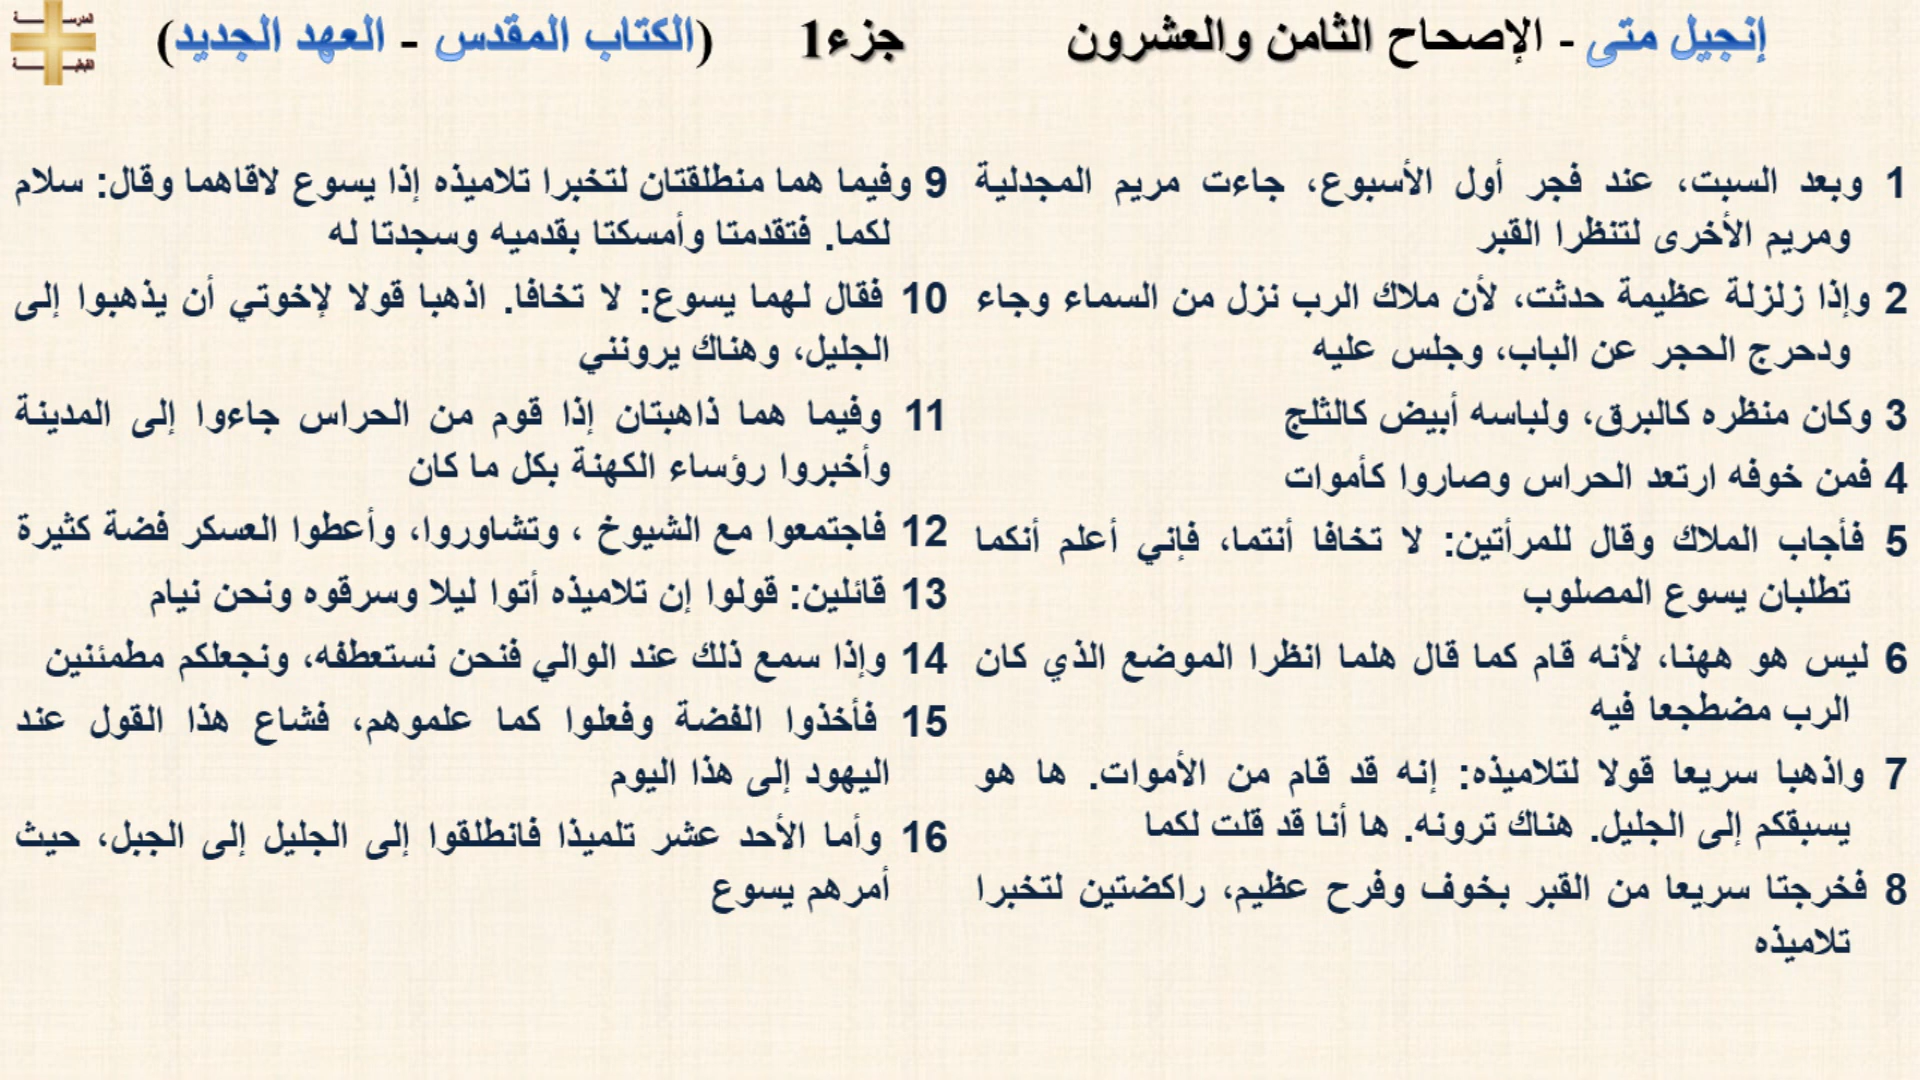 إنجيل متى - الإصحاح الثامن والعشرون جزء1 (الكتاب المقدس - العهد الجديد)
1 وبعد السبت، عند فجر أول الأسبوع، جاءت مريم المجدلية
ومريم الأخرى لتنظرا القبر
2 وإذا زلزلة عظيمة حدثت، لأن ملاك الرب نزل من السماء وجاء
ودحرج الحجر عن الباب، وجلس عليه
3 وكان منظره كالبرق، ولباسه أبيض كالثلج
4 فمن خوفه ارتعد الحراس وصاروا كأموات
5 فأجاب الملاك وقال للمرأتين: لا تخافا أنتما، فإني أعلم أنكما
تطلبان يسوع المصلوب
6 ليس هو ههنا، لأنه قام كما قال هلما انظرا الموضع الذي كان
الرب مضطجعا فيه
7 واذهبا سريعا قولا لتلاميذه: إنه قد قام من الأموات. ها هو
يسبقكم إلى الجليل. هناك ترونه. ها أنا قد قلت لكما
8 فخرجتا سريعا من القبر بخوف وفرح عظيم، راكضتين لتخبرا
تلاميذه
9 وفيما هما منطلقتان لتخبرا تلاميذه إذا يسوع لاقاهما وقال: سلام
لكما. فتقدمتا وأمسكتا بقدميه وسجدتا له
10 فقال لهما يسوع: لا تخافا. اذهبا قولا لإخوتي أن يذهبوا إلى
الجليل، وهناك يرونني
11 وفيما هما ذاهبتان إذا قوم من الحراس جاءوا إلى المدينة
وأخبروا رؤساء الكهنة بكل ما كان
12 فاجتمعوا مع الشيوخ ، وتشاوروا، وأعطوا العسكر فضة كثيرة
13 قائلين: قولوا إن تلاميذه أتوا ليلا وسرقوه ونحن نيام
14 وإذا سمع ذلك عند الوالي فنحن نستعطفه، ونجعلكم مطمئنين
15 فأخذوا الفضة وفعلوا كما علموهم، فشاع هذا القول عند
اليهود إلى هذا اليوم
16 وأما الأحد عشر تلميذا فانطلقوا إلى الجليل إلى الجبل، حيث
أمرهم يسوع